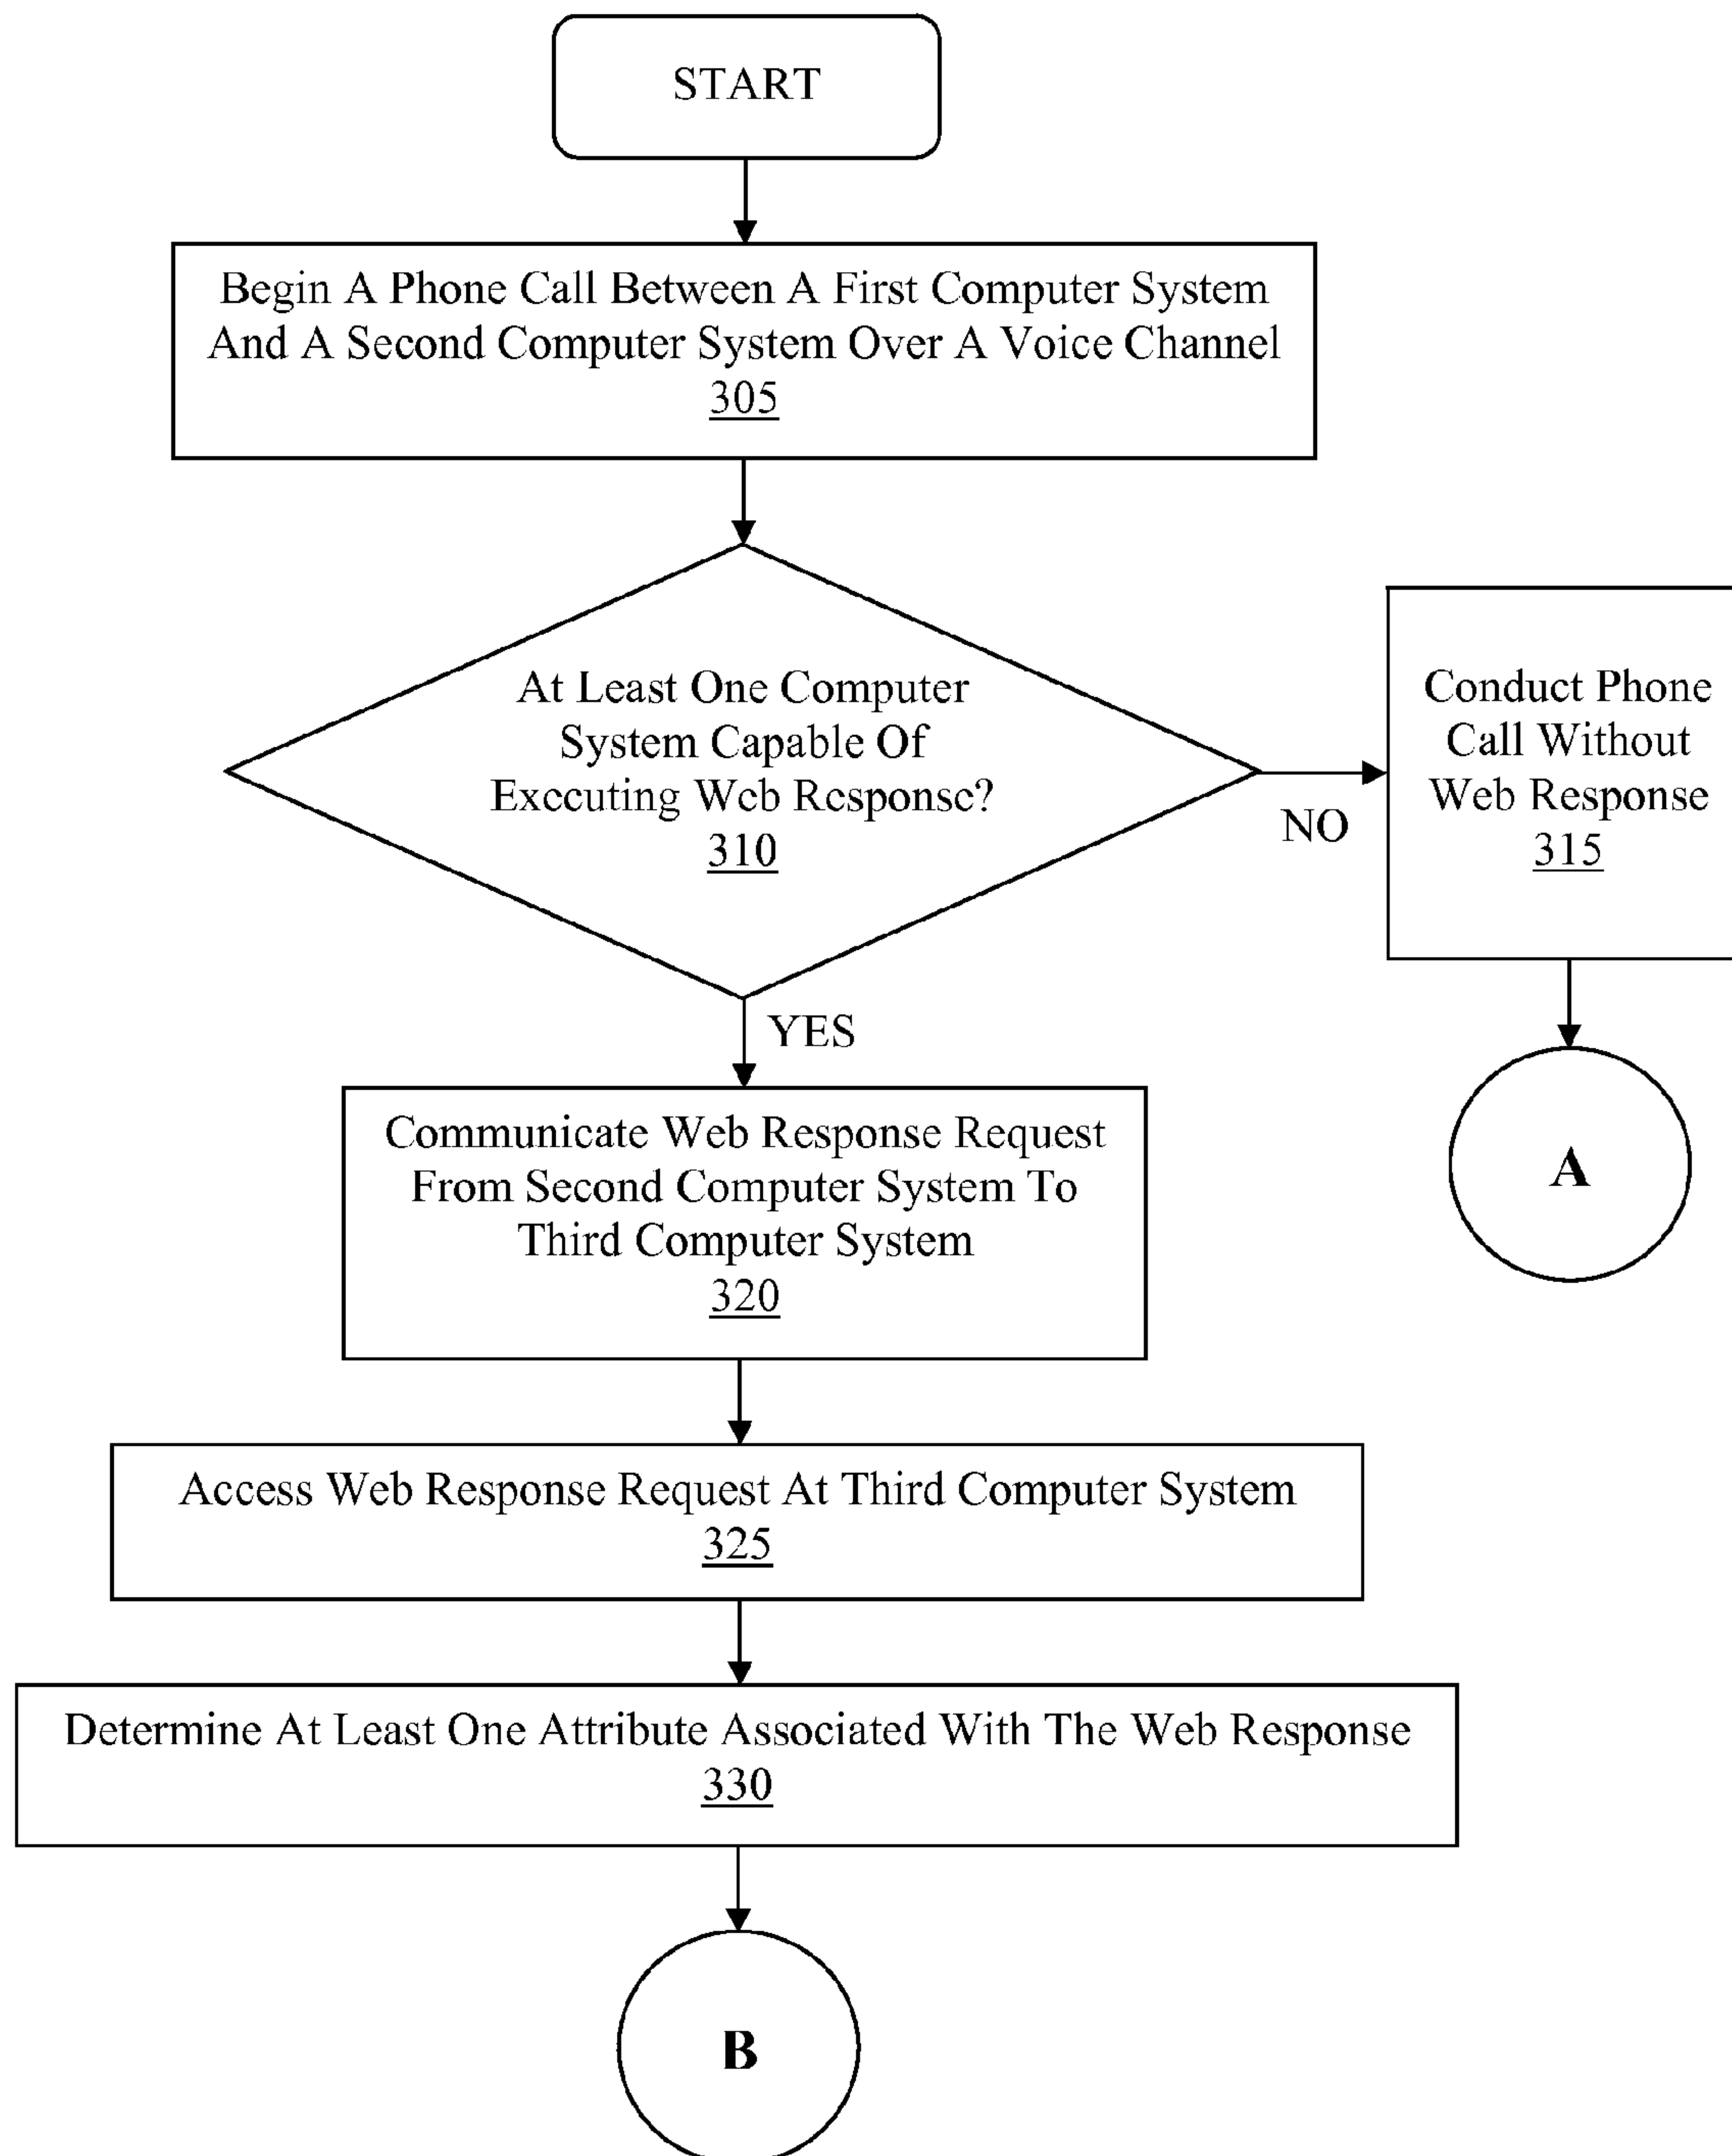 START
Begin A Phone Call Between A First Computer System
And A Second Computer System Over A Voice Channel
305
At Least One Computer
System Capable Of
Executing Web Response?
310
NO
Conduct Phone
Call Without
Web Response
315
YES
A
Communicate Web Response Request
From Second Computer System To
Third Computer System
320
Access Web Response Request At Third Computer System
325
Determine At Least One Attribute Associated With The Web Response
330
B